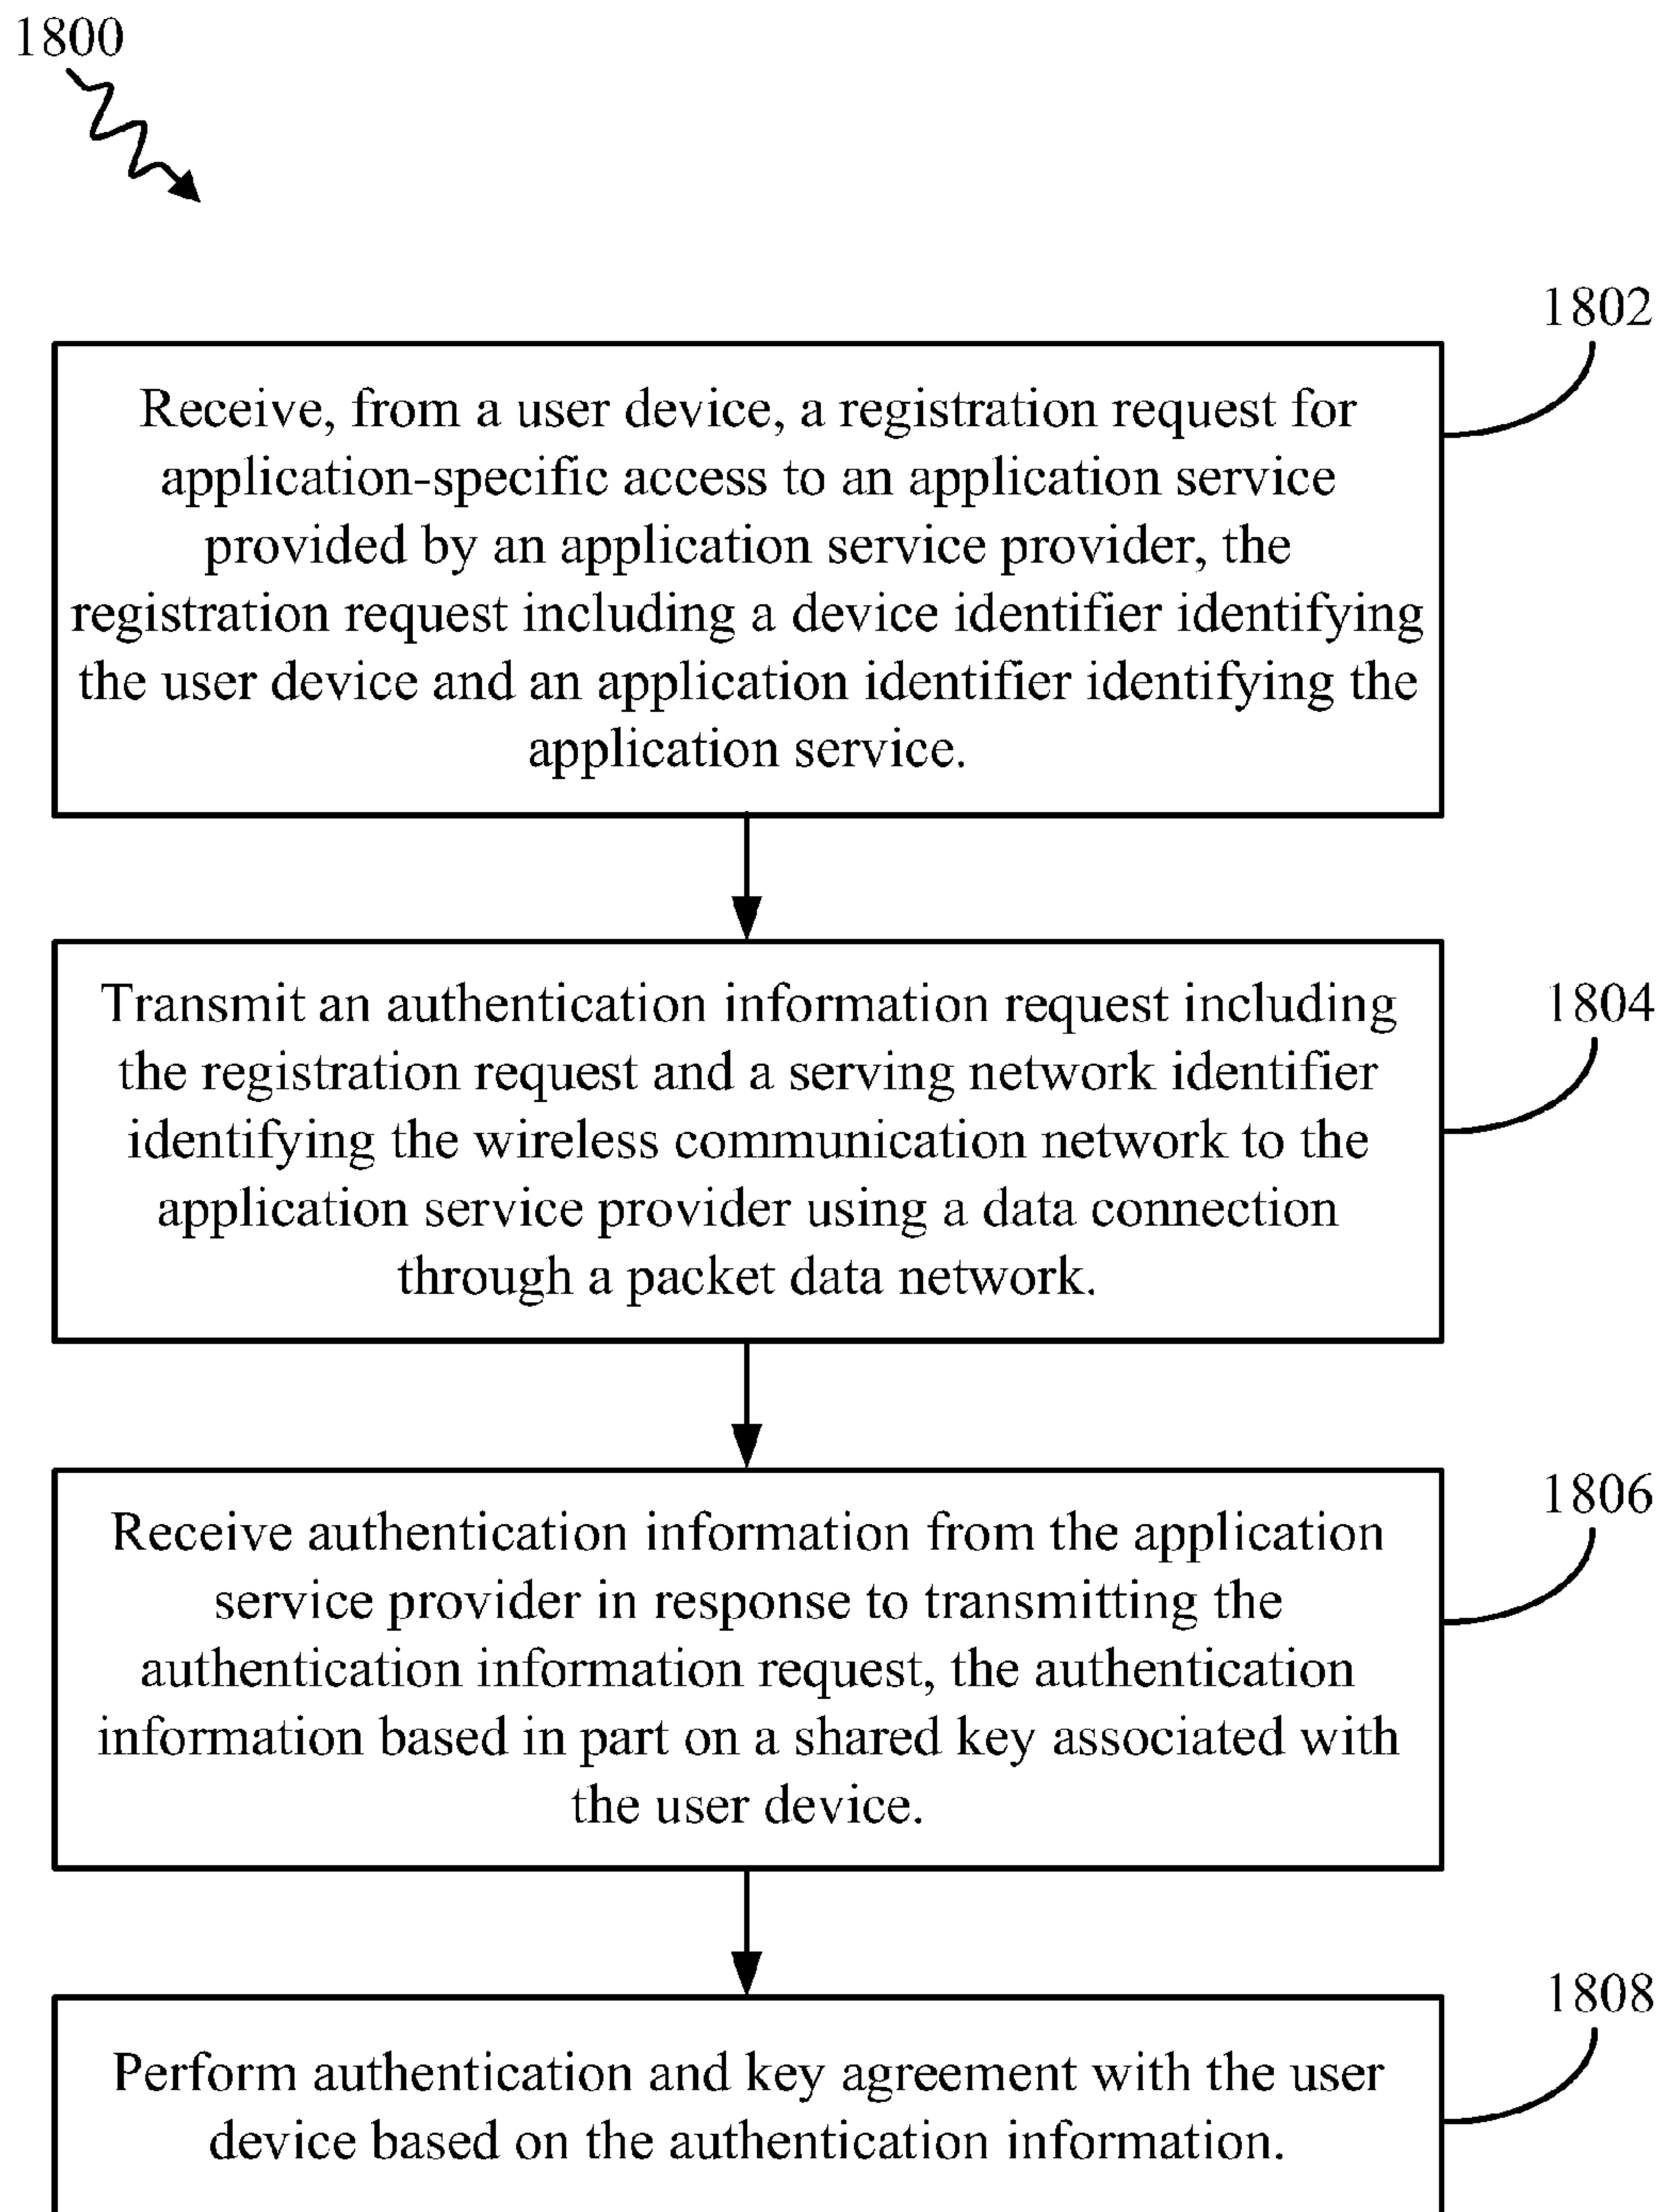 1800
1802
Receive, from a user device, a registration request for
application-specific access to an application service
provided by an application service provider, the
registration request including a device identifier identifying
the user device and an application identifier identifying the
application service.
1804
Transmit an authentication information request including
the registration request and a serving network identifier
identifying the wireless communication network to the
application service provider using a data connection
through a packet data network.
1806
Receive authentication information from the application
service provider in response to transmitting the
authentication information request, the authentication
information based in part on a shared key associated with
the user device.
1808
Perform authentication and key agreement with the user
device based on the authentication information.